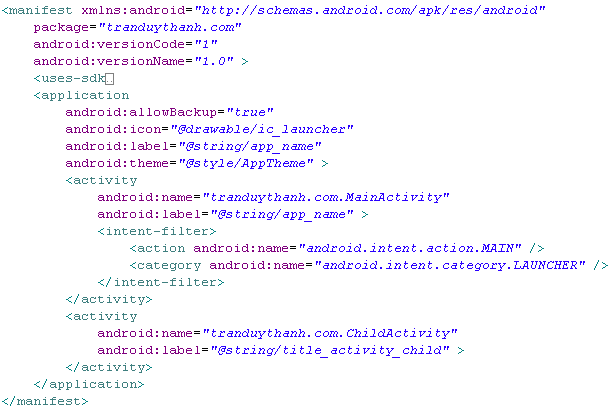 <manifest xmlns:android="http://schemas.android.com/apk/res/android"
    package="tranduythanh.com"
    android:versionCode="1"
    android:versionName="1.0" >
    <uses-sdk
    <application
        android:allowBackup="true"
        android:icon="@drawable/ic_launcher"
        android:label="@string/app_name"
        android:theme="@style/AppTheme" >
        <activity
            android:name="tranduythanh.com.MainActivity"
            android:label="@string/app_name" >
            <intent-filter>
                <action android:name="android.intent.action.MAIN" />
                <category android:name="android.intent.category.LAUNCHER" />
            </intent-filter>
        </activity>
        <activity
            android:name="tranduythanh.com.ChildActivity"
            android:label="@string/title_activity_child" >
        </activity>
    </application>
</manifest>